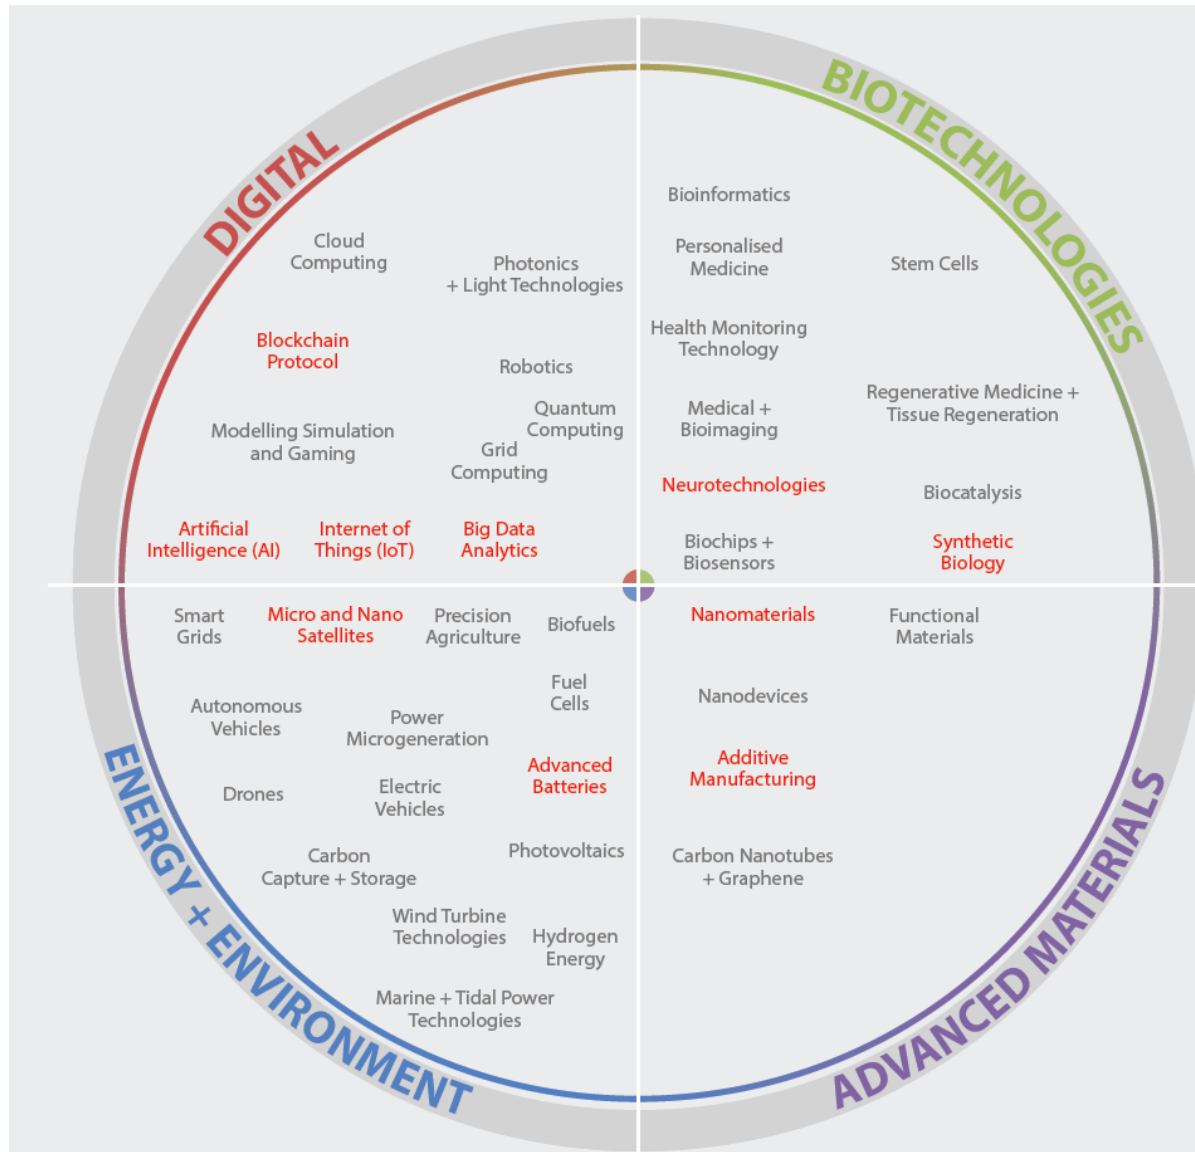 DIGITAL
Cloud
Computing
Photonics
+ Light Technologies
Blockchain
Protocol
Robotics
Quantum
Computing
Modelling Simulation
and Gaming
Grid
Computing
Artificial
Intelligence (AI)
Internet of
Things (IoT)
Big Data
Analytics
BIOTECHNOLOGIES
Bioinformatics
Personalised
Medicine
Stem Cells
Health Monitoring
Technology
Regenerative Medicine +
Tissue Regeneration
Medical +
Bioimaging
Neurotechnologies
Biocatalysis
Biochips +
Biosensors
Synthetic
Biology
ENERGY + ENVIRONMENT
Smart
Grids
Micro and Nano
Satellites
Precision
Agriculture
Biofuels
Fuel
Cells
Autonomous
Vehicles
Power
Microgeneration
Advanced
Batteries
Drones
Electric
Vehicles
Carbon
Capture + Storage
Photovoltaics
Wind Turbine
Technologies
Hydrogen
Energy
Marine + Tidal Power
Technologies
ADVANCED MATERIALS
Nanomaterials
Functional
Materials
Nanodevices
Additive
Manufacturing
Carbon Nanotubes
+ Graphene